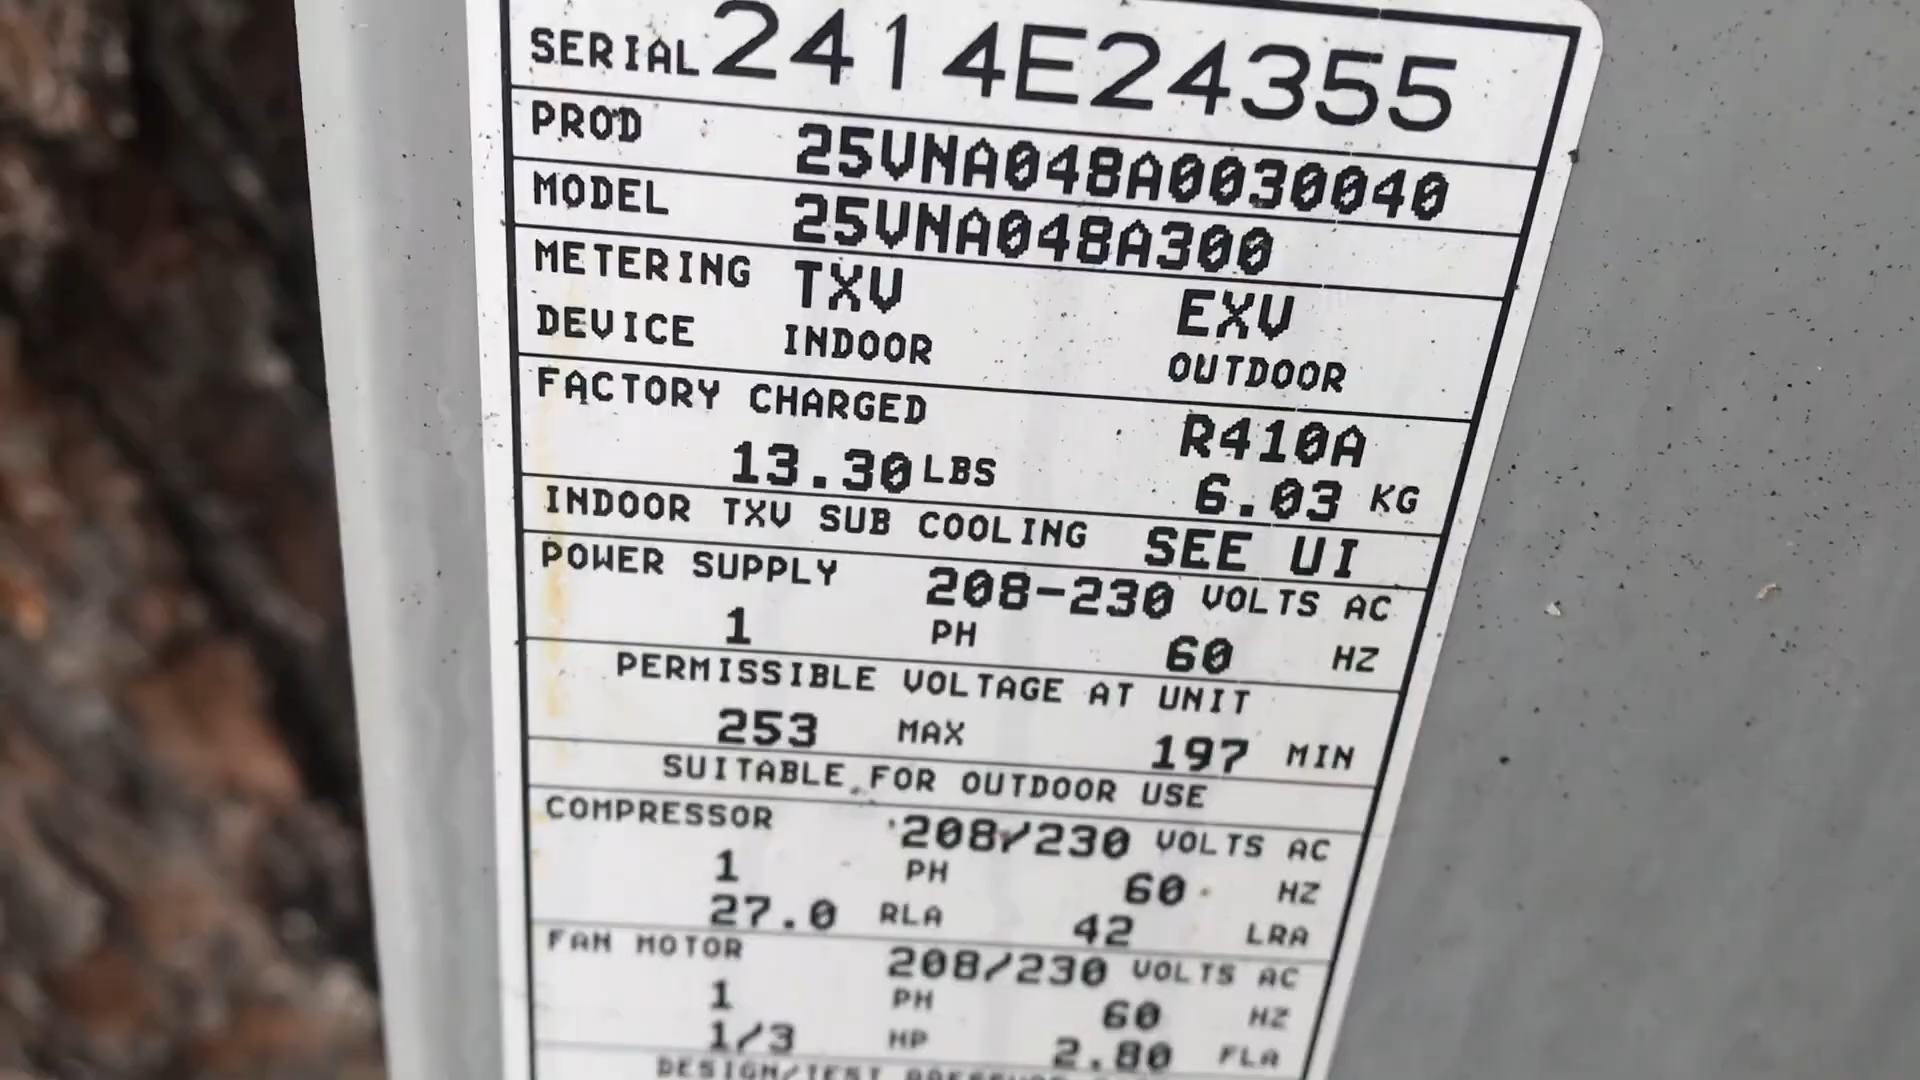 SERIAL 2414E24355
PROD 25VNA048A0030040
MODEL 25VNA048A300
METERING TXV EXV
DEVICE INDOOR OUTDOOR
FACTORY CHARGED R410A
13.30 LBS 6.03 KG
INDOOR TXV SUB COOLING SEE UI
POWER SUPPLY 208-230 VOLTS AC
1 PH 60 HZ
PERMISSIBLE VOLTAGE AT UNIT
253 MAX 197 MIN
SUITABLE FOR OUTDOOR USE
COMPRESSOR 208/230 VOLTS AC
1 PH 60 HZ
27.0 RLA 42 LRA
FAN MOTOR 208/230 VOLTS AC
1 PH 60 HZ
1/3 HP 2.80 FLA
DESIGN/TEST PRESSURE